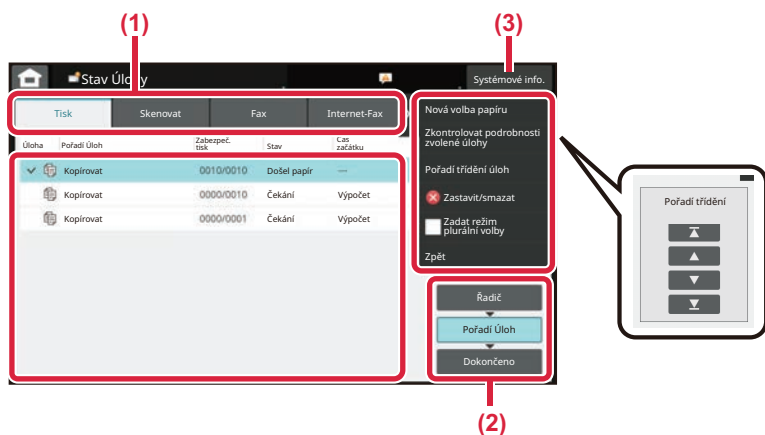 (1)
(3)
Stav Úlohy
Systémové info.
Tisk
Skenovat
Fax
Internet-Fax
Úloha
Pořadí Úloh
Zabezpeč.
tisk
Stav
Čas
začátku
Kopírovat
0010/0010
Došel papír
---
Kopírovat
0000/0010
Čekání
Výpočet
Kopírovat
0000/0001
Čekání
Výpočet
Nová volba papíru
Zkontrolovat podrobnosti
zvolené úlohy
Pořadí třídění úloh
Zastavit/smazat
Zadat režim
plurální volby
Zpět
Řadič
Pořadí Úloh
Dokončeno
Pořadí třídění
(2)